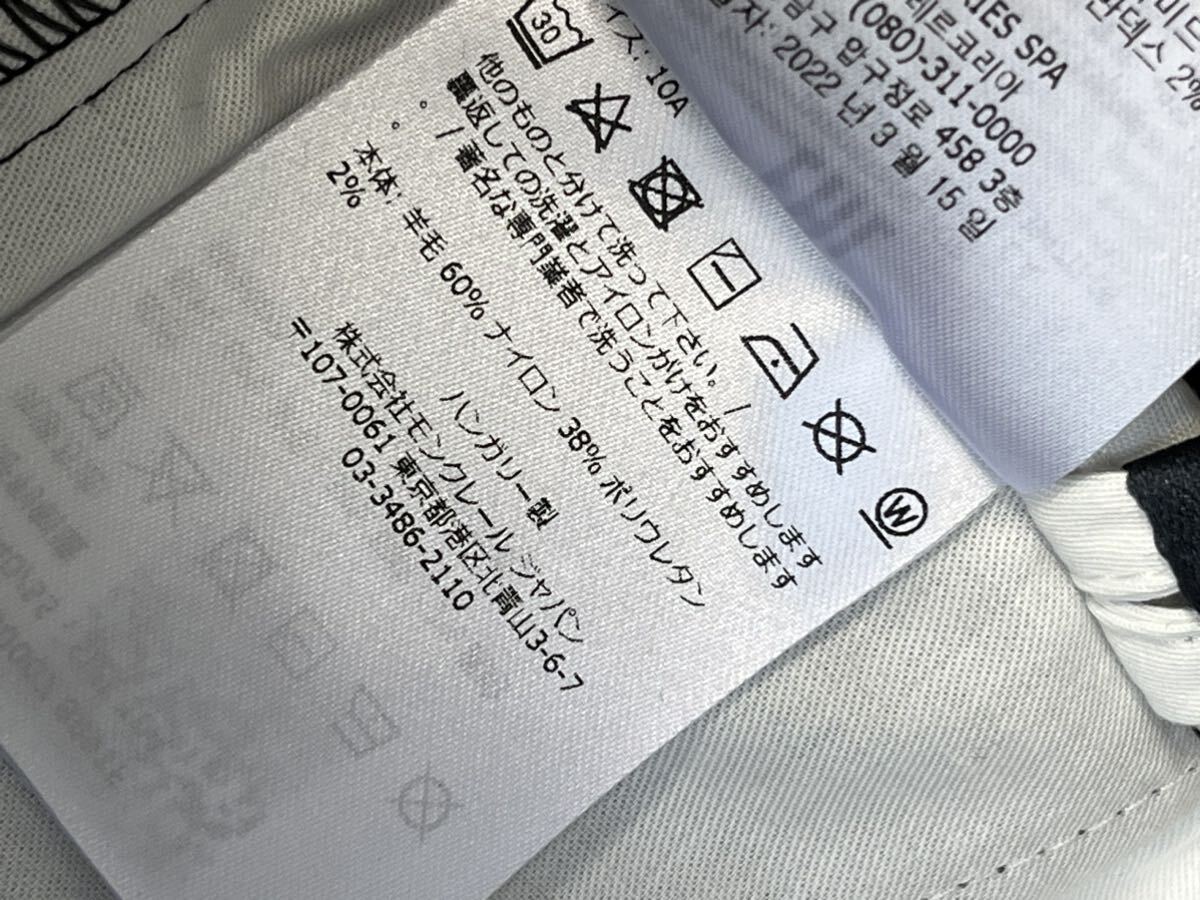 イズ: 10A
30
W
他のものと分けて洗って下さい。 /
裏返しての洗濯とアイロンがけをおすすめします
。 / 著名な専門業者で洗うことをおすすめします
。
本体: 羊毛 60% ナイロン 38% ポリウレタン
2%
ハンガリー製
株式会社モンクレール ジャパン
〒107-0061 東京都港区北青山3-6-7
03-3486-2110
2%
SPA
레르코리아
(080)-311-0000
압구정로 458 3층
2022 년 3 월 15 일